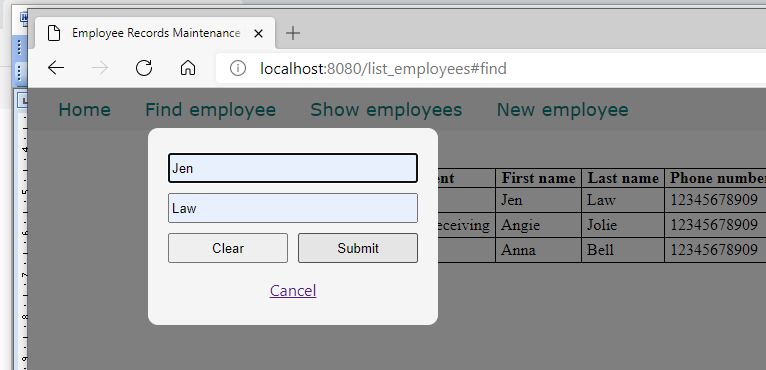 Employee Records Maintenance
localhost:8080/list_employees#find
Home Find employee Show employees New employee
Jen
Law
Clear Submit
Cancel
ent First name Last name Phone number
Jen Law 12345678909
eceiving Angie Jolie 12345678909
Anna Bell 12345678909